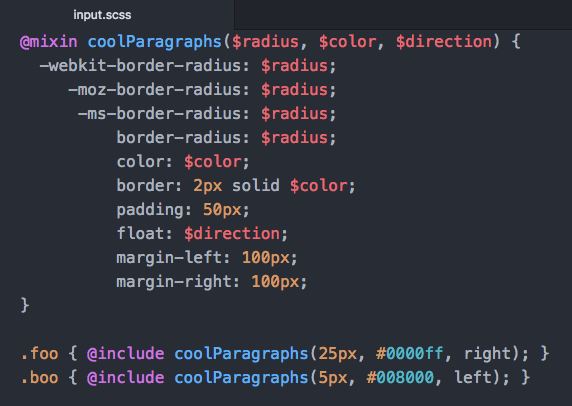 input.scss
@mixin coolParagraphs($radius, $color, $direction) {
  -webkit-border-radius: $radius;
     -moz-border-radius: $radius;
      -ms-border-radius: $radius;
          border-radius: $radius;
          color: $color;
          border: 2px solid $color;
          padding: 50px;
          float: $direction;
          margin-left: 100px;
          margin-right: 100px;
}
.foo { @include coolParagraphs(25px, #0000ff, right); }
.boo { @include coolParagraphs(5px, #008000, left); }